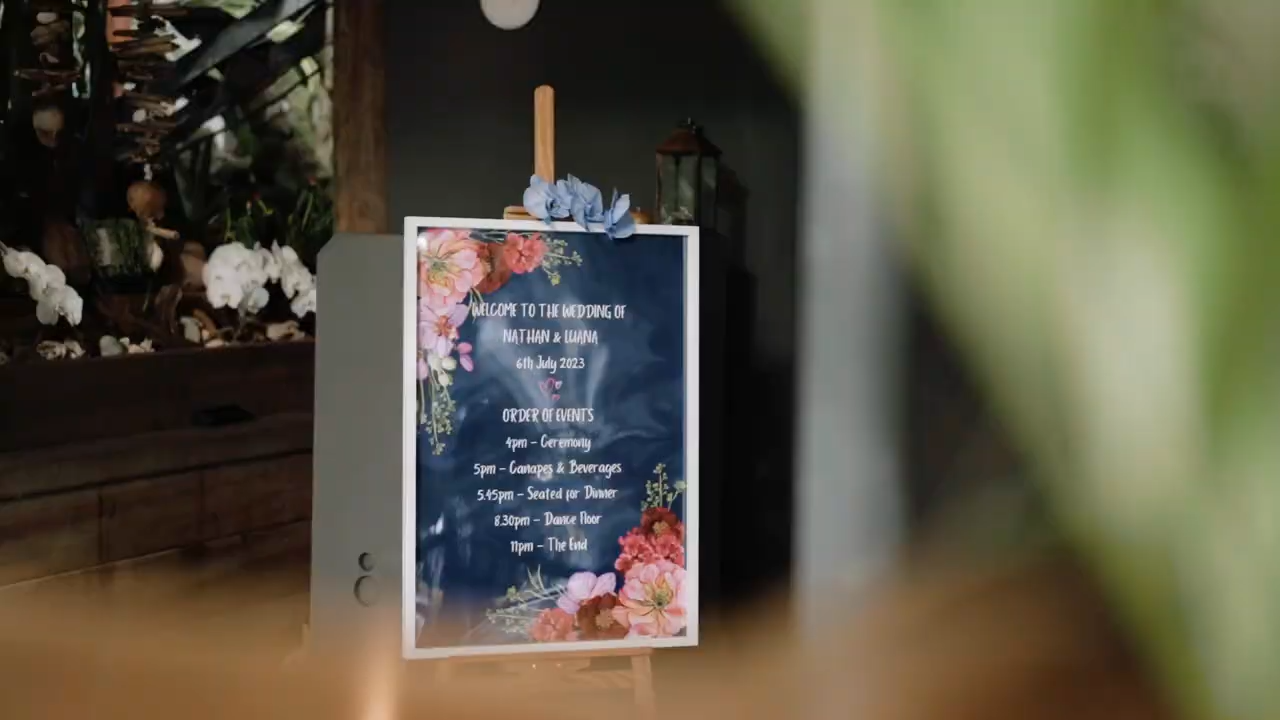 WELCOME TO THE WEDDING OF
NATHAN & LUANA
6th July 2023
ORDER OF EVENTS
4pm - Ceremony
5pm - Canapes & Beverages
5.45pm - Seated for Dinner
8.30pm - Dance Floor
11pm - The End